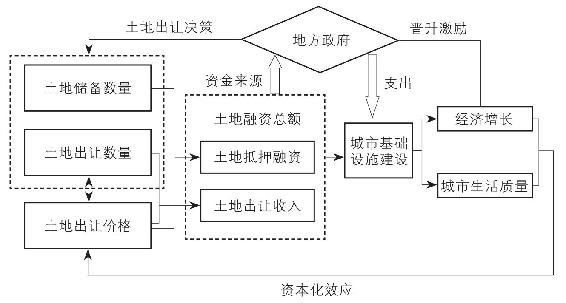 土地出让决策
地方政府
晋升激励
土地储备数量
资金来源
支出
土地出让数量
土地融资总额
土地抵押融资
城市基础
设施建设
经济增长
土地出让价格
土地出让收入
城市生活质量
资本化效应